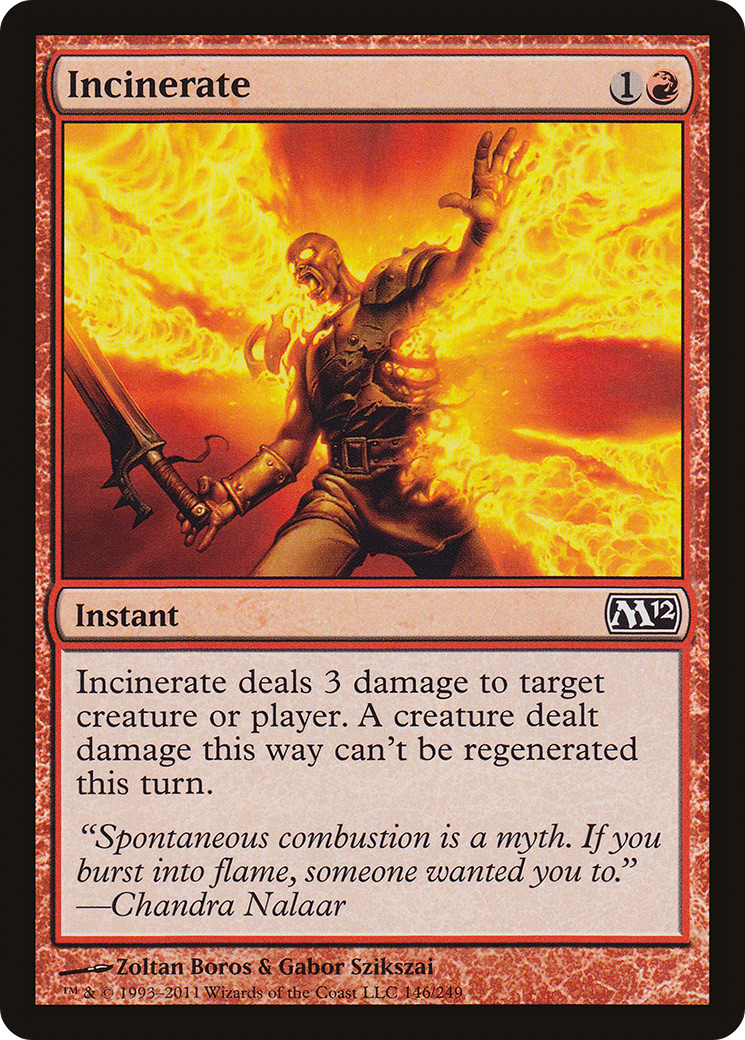 Incinerate 1
Instant M12
Incinerate deals 3 damage to target
creature or player. A creature dealt
damage this way can't be regenerated
this turn.
“Spontaneous combustion is a myth. If you
burst into flame, someone wanted you to.”
—Chandra Nalaar
Zoltan Boros & Gabor Szikszai
™ & © 1993–2011 Wizards of the Coast LLC 146/249